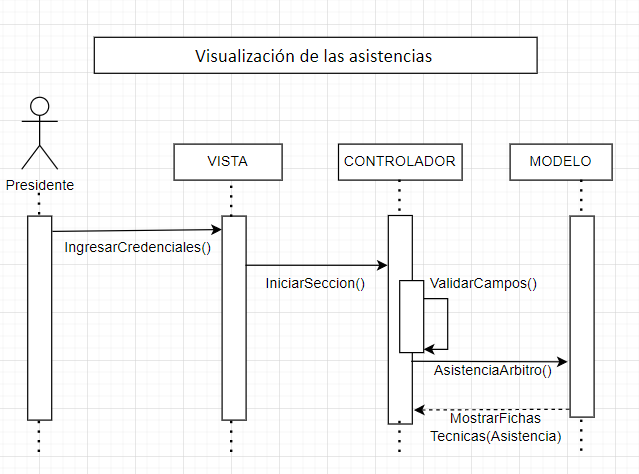 Visualización de las asistencias
Presidente
VISTA
CONTROLADOR
MODELO
IngresarCredenciales()
IniciarSeccion()
ValidarCampos()
AsistenciaArbitro()
MostrarFichas
Tecnicas(Asistencia)